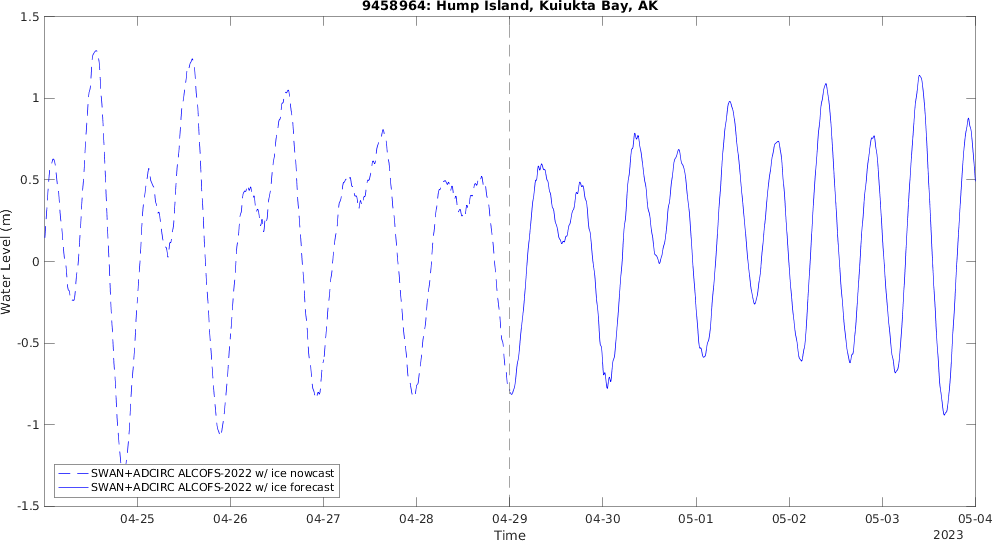 9458964: Hump Island, Kuiukta Bay, AK
1.5
1
0.5
0
-0.5
-1
-1.5
Water Level (m)
SWAN+ADCIRC ALCOFS-2022 w/ ice nowcast
SWAN+ADCIRC ALCOFS-2022 w/ ice forecast
04-25 04-26 04-27 04-28 04-29 04-30 05-01 05-02 05-03 05-04
Time
2023